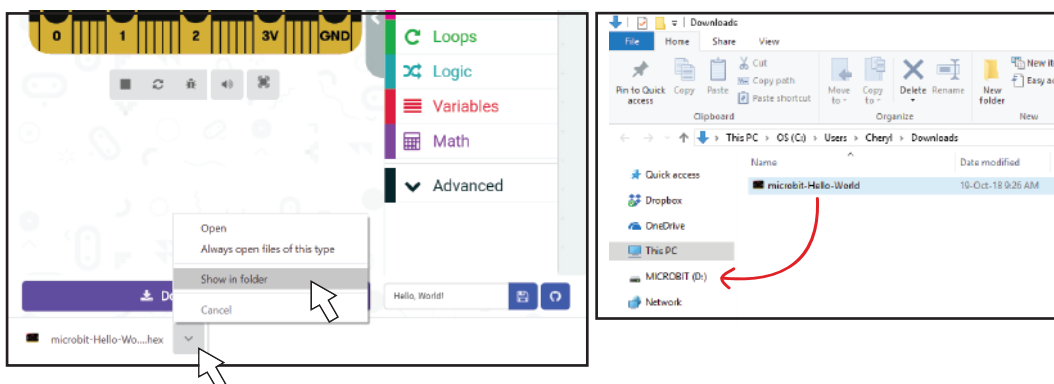 0 1 2 3V GND
Loops
Logic
Variables
Math
Advanced
Open
Always open files of this type
Show in folder
Cancel
Hello, World!
microbit-Hello-Wo....hex
Downloads
File Home Share View
Pin to Quick access
Copy
Paste
Cut
Copy path
Paste shortcut
Clipboard
Move to
Copy to
Delete
Rename
Organize
New folder
New
This PC > OS (C:) > Users > Cheryl > Downloads
Name Date modified
microbit-Hello-World 19-Oct-18 9:26 AM
Quick access
Dropbox
OneDrive
This PC
MICROBIT (D:)
Network